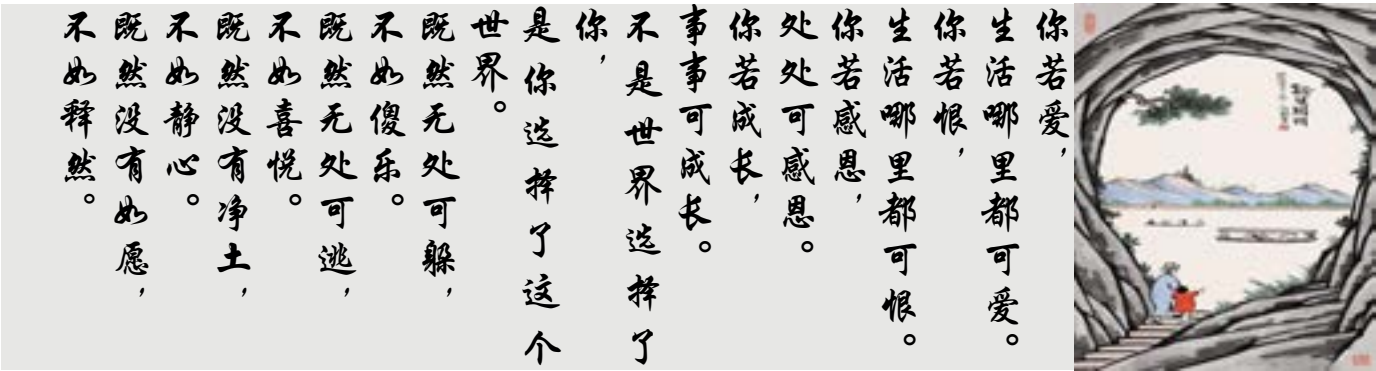 你若爱，
生活哪里都可爱。
你若恨，
生活哪里都可恨。
你若感恩，
处处可感恩。
你若成长，
事事可成长。
不是世界选择了
你，
是你选择了这个
世界。
既然无处可躲，
不如傻乐。
既然无处可逃，
不如喜悦。
既然没有净土，
不如静心。
既然没有如愿，
不如释然。